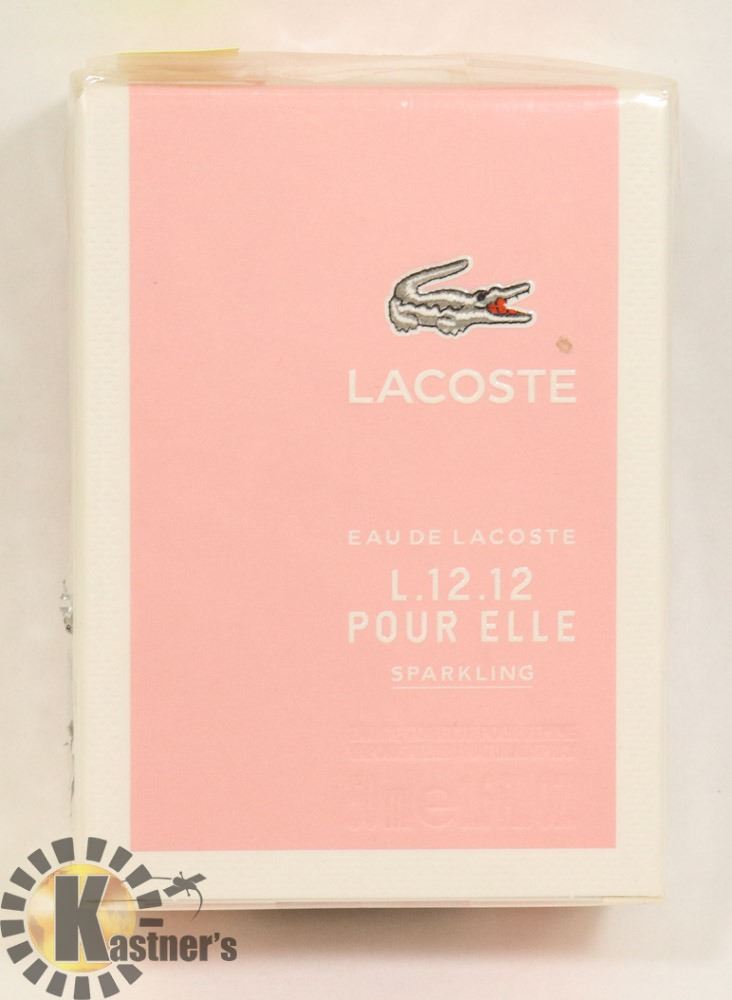 LACOSTE
EAU DE LACOSTE
L.12.12
POUR ELLE
SPARKLING
Kastner's